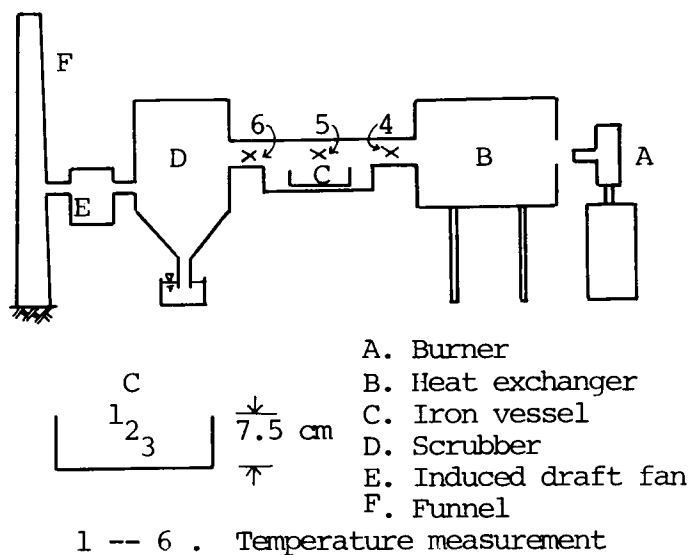 F
6 5 4
D
C
B
A
E
C
1
2
3
7.5 cm
A. Burner
B. Heat exchanger
C. Iron vessel
D. Scrubber
E. Induced draft fan
F. Funnel
1 -- 6 . Temperature measurement